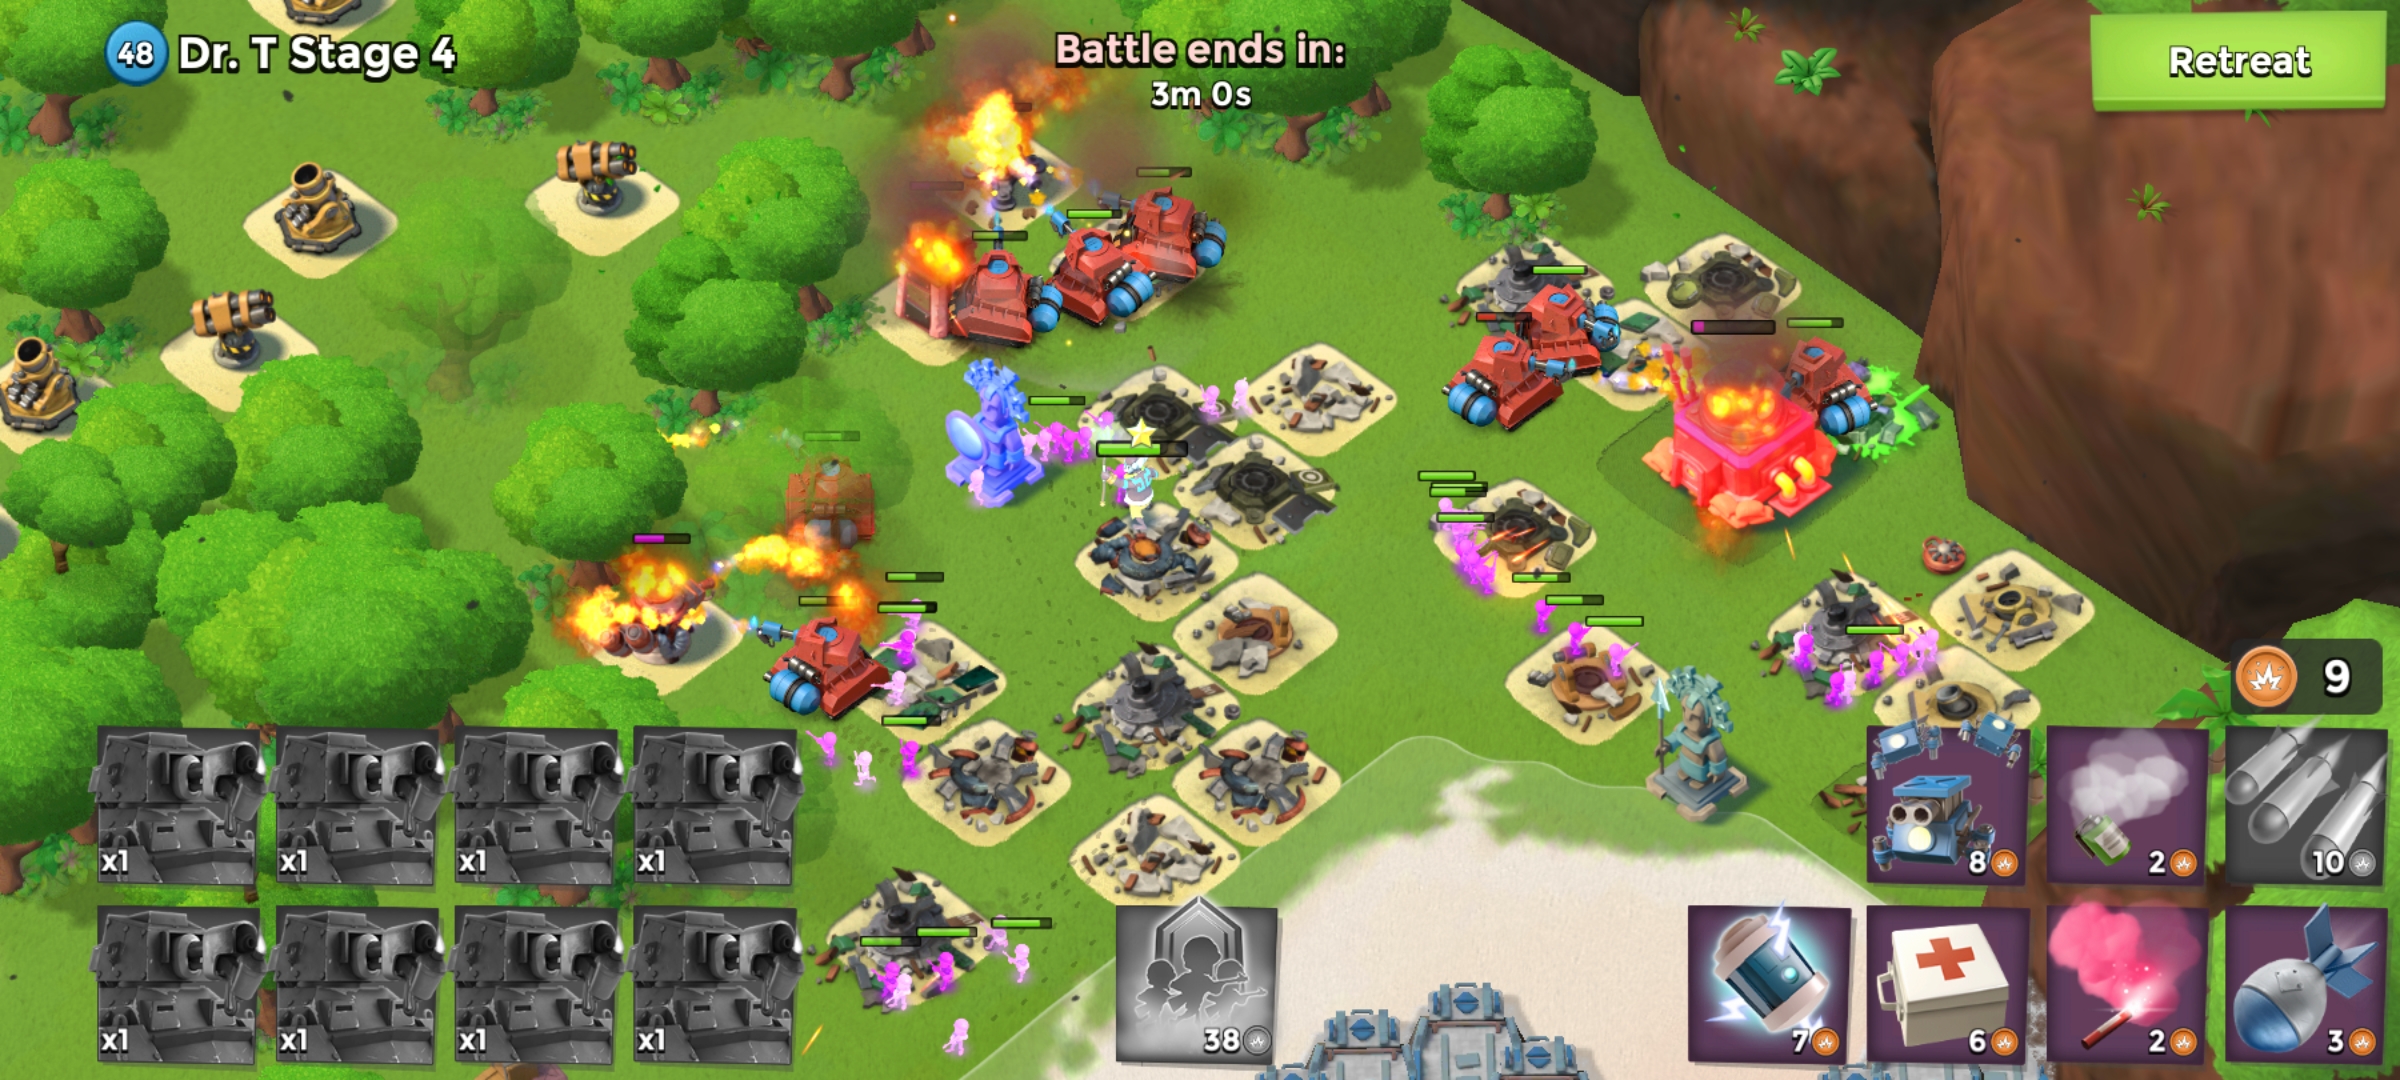 48 Dr. T Stage 4
Battle ends in:
3m 0s
Retreat
9
x1 x1 x1 x1
8 2 10
x1 x1 x1 x1
38
7 6 2 3